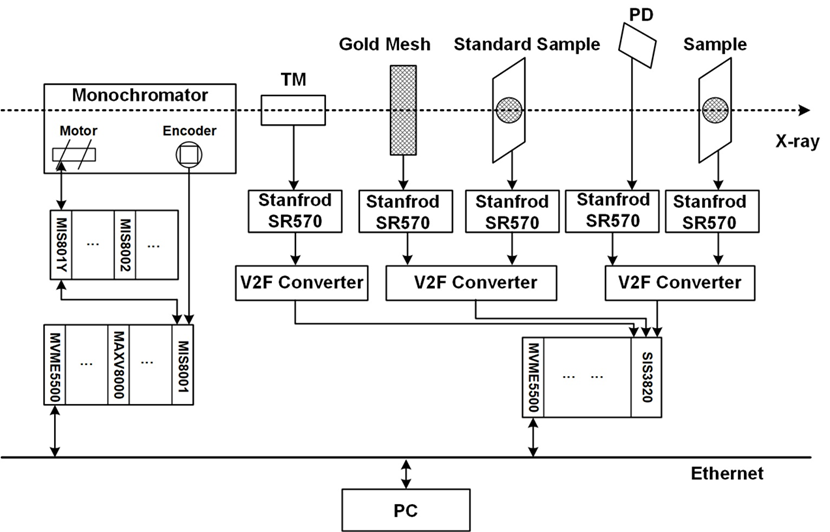 PD
Gold Mesh
Standard Sample
Sample
TM
Monochromator
X-ray
Motor
Encoder
Stanfrod
SR570
Stanfrod
SR570
Stanfrod
SR570
Stanfrod
SR570
Stanfrod
SR570
MIS801Y
...
MIS8002
...
V2F Converter
V2F Converter
V2F Converter
MVME5500
...
MAXV8000
...
MIS8001
MVME5500
... ...
SIS3820
Ethernet
PC